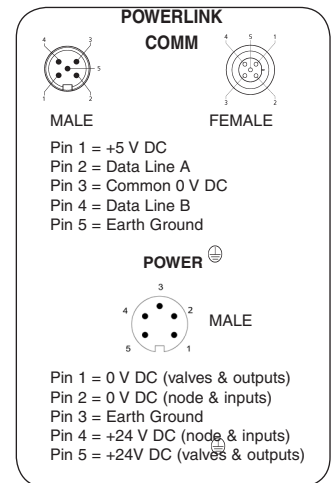 POWERLINK
COMM
4 3
5
1 2
4 5 1
3 2
MALE FEMALE
Pin 1 = +5 V DC
Pin 2 = Data Line A
Pin 3 = Common 0 V DC
Pin 4 = Data Line B
Pin 5 = Earth Ground
POWER
3
4 2
MALE
5 1
Pin 1 = 0 V DC (valves & outputs)
Pin 2 = 0 V DC (node & inputs)
Pin 3 = Earth Ground
Pin 4 = +24 V DC (node & inputs)
Pin 5 = +24V DC (valves & outputs)